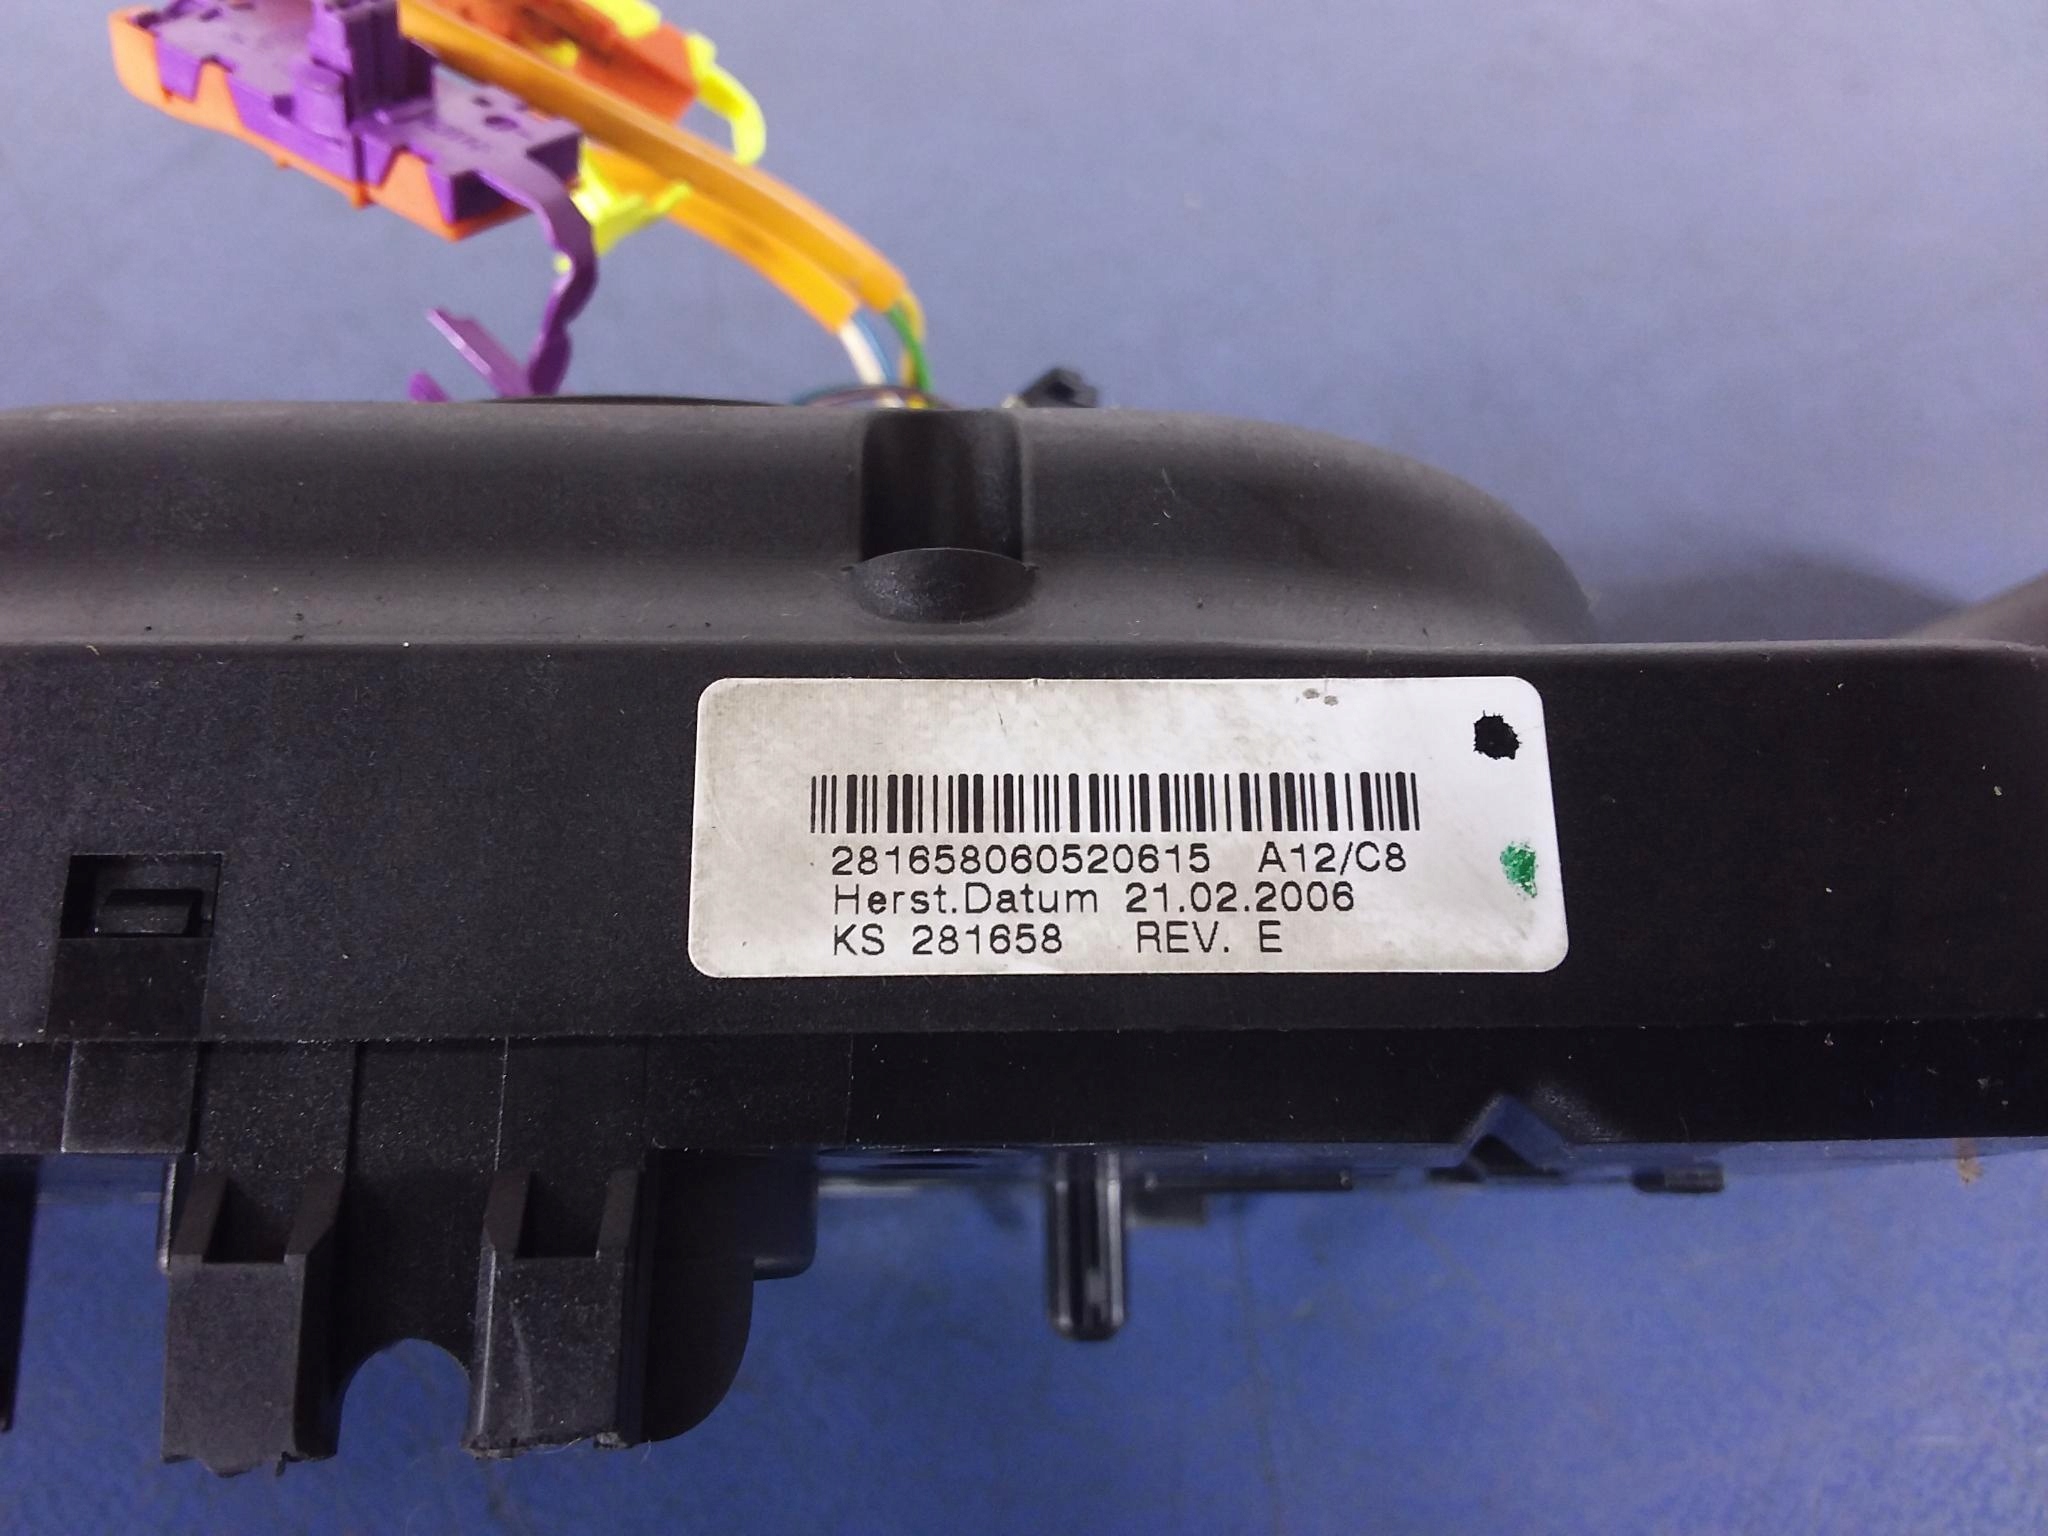 281658060520615 A12/C8
Herst.Datum 21.02.2006
KS 281658 REV. E